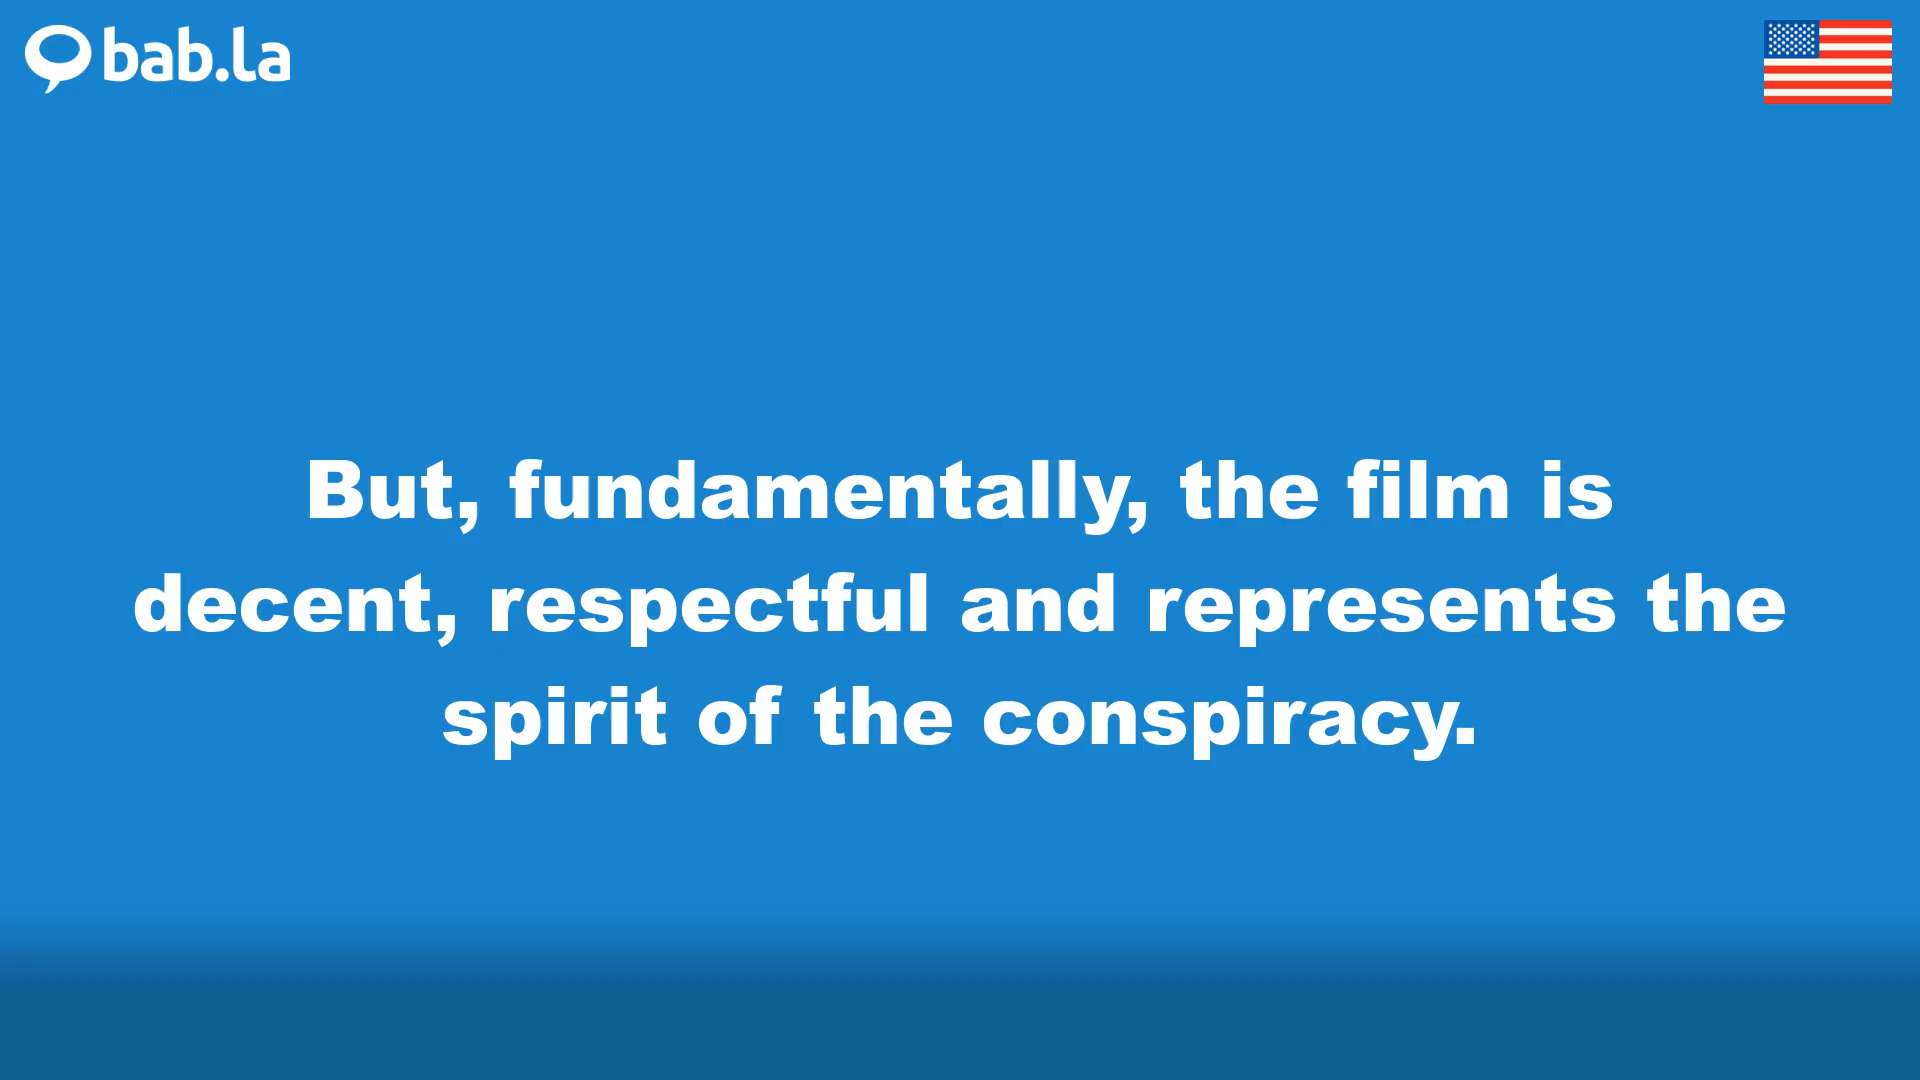 bab.la
But, fundamentally, the film is
decent, respectful and represents the
spirit of the conspiracy.